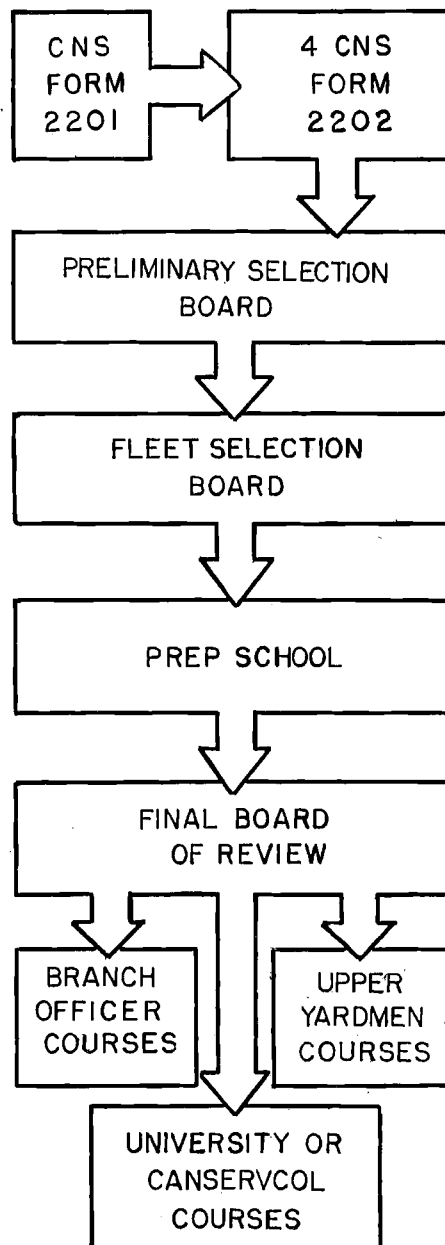 CNS
FORM
2201
4 CNS
FORM
2202
PRELIMINARY SELECTION
BOARD
FLEET SELECTION
BOARD
PREP SCHOOL
FINAL BOARD
OF REVIEW
BRANCH
OFFICER
COURSES
UPPER
YARDMEN
COURSES
UNIVERSITY OR
CANSERVCOL
COURSES